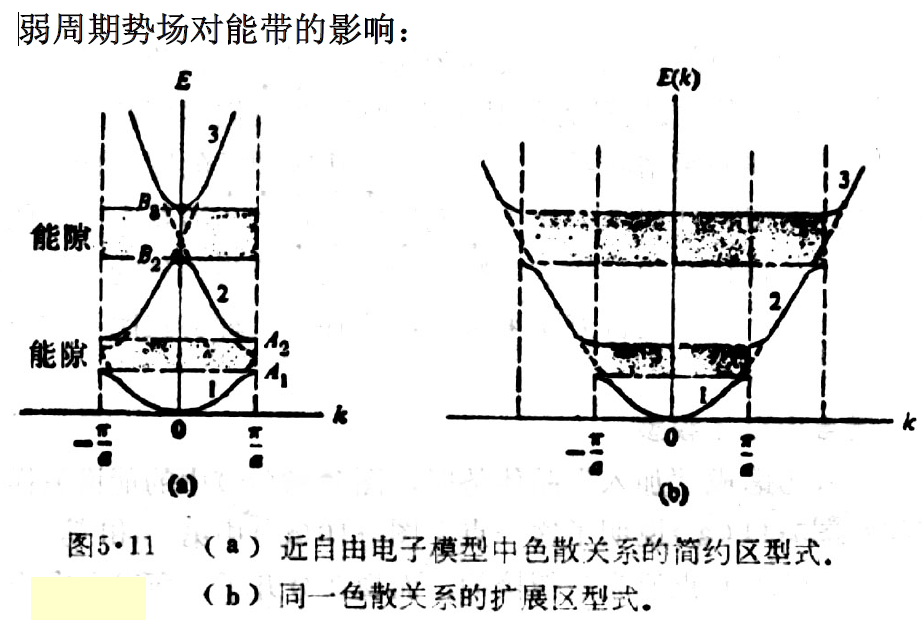 弱周期势场对能带的影响：
E
3
B3
能隙
B2
2
A2
能隙
A1
1
k
-π/a
0
π/a
(a)
E(k)
3
2
1
k
-π/a
0
π/a
(b)
图5·11 （a）近自由电子模型中色散关系的简约区型式.
（b）同一色散关系的扩展区型式.